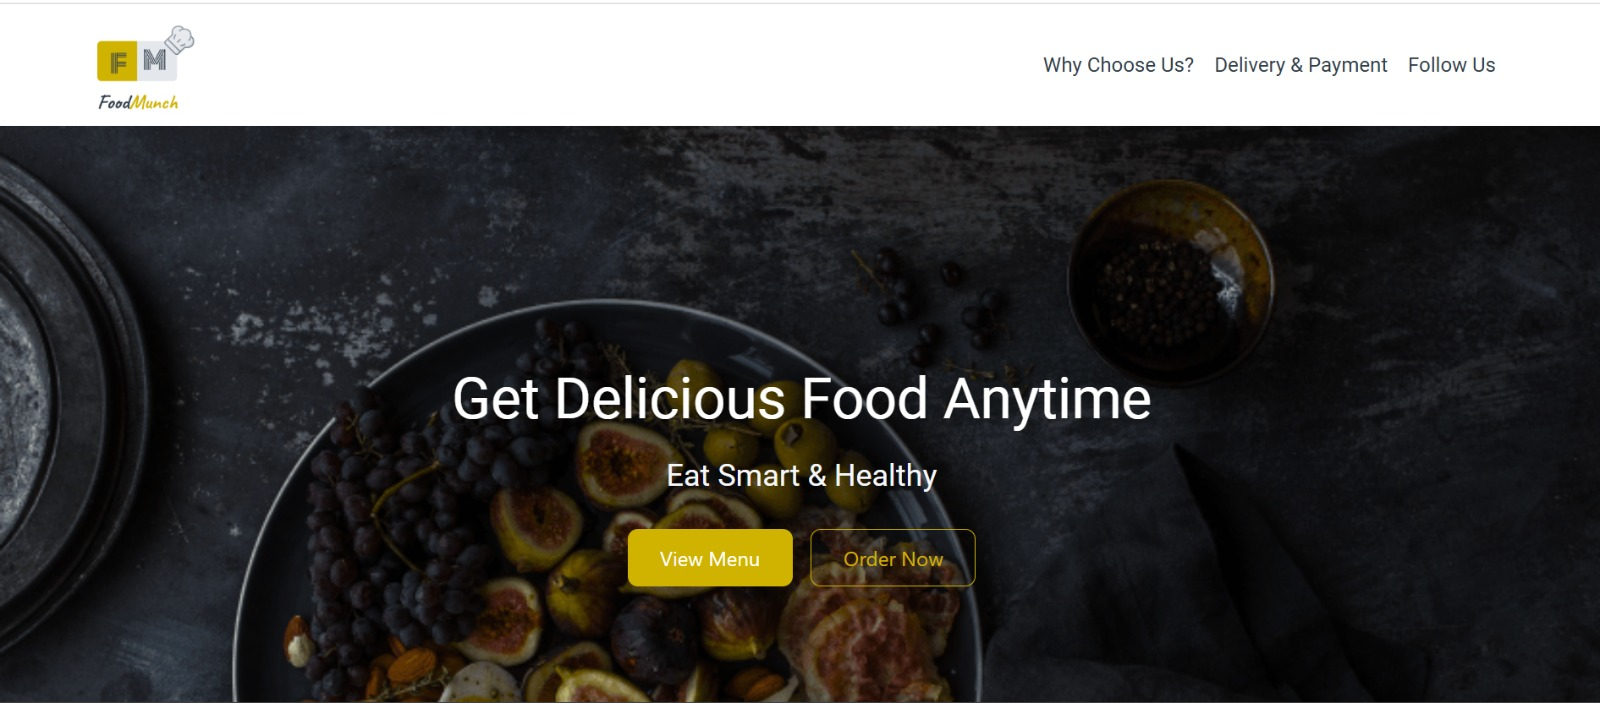 F M
FoodMunch
Why Choose Us? Delivery & Payment Follow Us
Get Delicious Food Anytime
Eat Smart & Healthy
View Menu Order Now